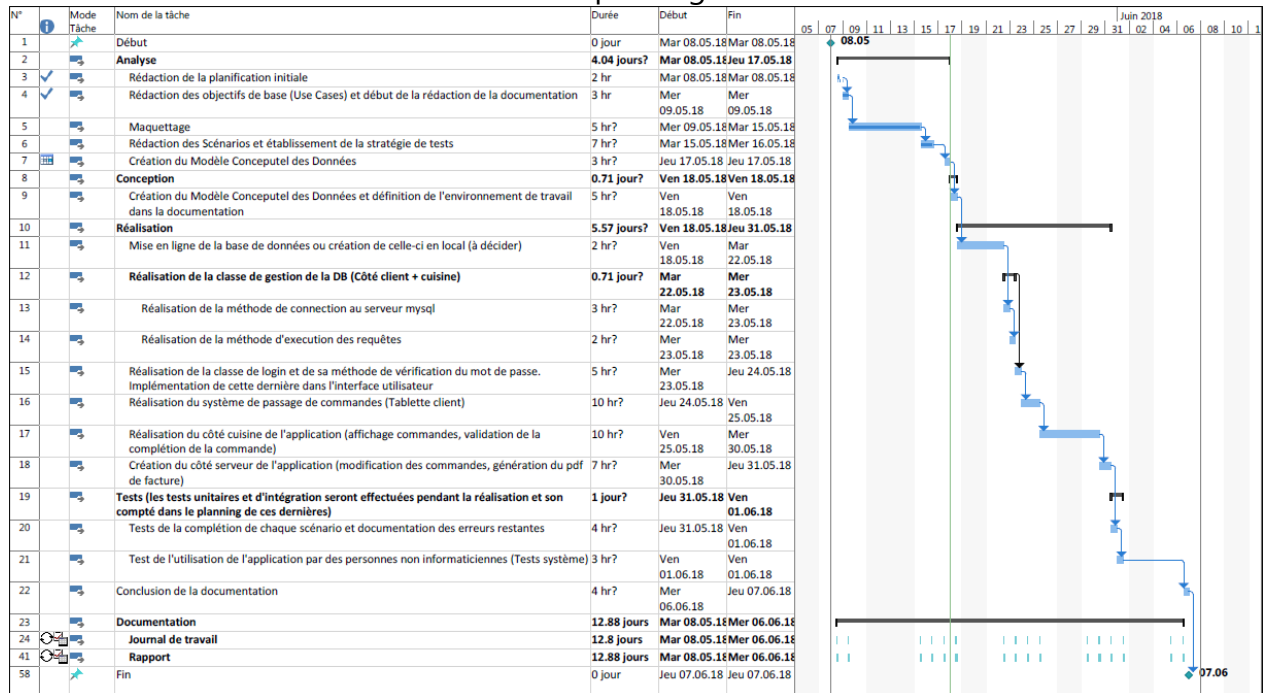 N° Mode Nom de la tâche Durée Début Fin Juin 2018
Tâche 05 07 09 11 13 15 17 19 21 23 25 27 29 31 02 04 06 08 10 1
1 Début 0 jour Mar 08.05.18 Mar 08.05.18 08.05
2 Analyse 4.04 jours? Mar 08.05.18 Jeu 17.05.18
3 Rédaction de la planification initiale 2 hr Mar 08.05.18 Mar 08.05.18
4 Rédaction des objectifs de base (Use Cases) et début de la rédaction de la documentation 3 hr Mer Mer
09.05.18 09.05.18
5 Maquettage 5 hr? Mer 09.05.18 Mar 15.05.18
6 Rédaction des Scénarios et établissement de la stratégie de tests 7 hr? Mar 15.05.18 Mer 16.05.18
7 Création du Modèle Conceputel des Données 3 hr? Jeu 17.05.18 Jeu 17.05.18
8 Conception 0.71 jour? Ven 18.05.18 Ven 18.05.18
9 Création du Modèle Conceputel des Données et définition de l'environnement de travail 5 hr? Ven Ven
dans la documentation 18.05.18 18.05.18
10 Réalisation 5.57 jours? Ven 18.05.18 Jeu 31.05.18
11 Mise en ligne de la base de données ou création de celle-ci en local (à décider) 2 hr? Ven Mar
18.05.18 22.05.18
12 Réalisation de la classe de gestion de la DB (Côté client + cuisine) 0.71 jour? Mar Mer
22.05.18 23.05.18
13 Réalisation de la méthode de connection au serveur mysql 3 hr? Mar Mer
22.05.18 23.05.18
14 Réalisation de la méthode d'execution des requêtes 2 hr? Mer Mer
23.05.18 23.05.18
15 Réalisation de la classe de login et de sa méthode de vérification du mot de passe. 5 hr? Mer Jeu 24.05.18
Implémentation de cette dernière dans l'interface utilisateur 23.05.18
16 Réalisation du système de passage de commandes (Tablette client) 10 hr? Jeu 24.05.18 Ven
25.05.18
17 Réalisation du côté cuisine de l'application (affichage commandes, validation de la 10 hr? Ven Mer
complétion de la commande) 25.05.18 30.05.18
18 Création du côté serveur de l'application (modification des commandes, génération du pdf 7 hr? Mer Jeu 31.05.18
de facture) 30.05.18
19 Tests (les tests unitaires et d'intégration seront effectuées pendant la réalisation et son 1 jour? Jeu 31.05.18 Ven
compté dans le planning de ces dernières) 01.06.18
20 Tests de la complétion de chaque scénario et documentation des erreurs restantes 4 hr? Jeu 31.05.18 Ven
01.06.18
21 Test de l'utilisation de l'application par des personnes non informaticiennes (Tests système) 3 hr? Ven Ven
01.06.18 01.06.18
22 Conclusion de la documentation 4 hr? Mer Jeu 07.06.18
06.06.18
23 Documentation 12.88 jours Mar 08.05.18 Mer 06.06.18
24 Journal de travail 12.8 jours Mar 08.05.18 Mer 06.06.18
41 Rapport 12.88 jours Mar 08.05.18 Mer 06.06.18
58 Fin 0 jour Jeu 07.06.18 Jeu 07.06.18 07.06